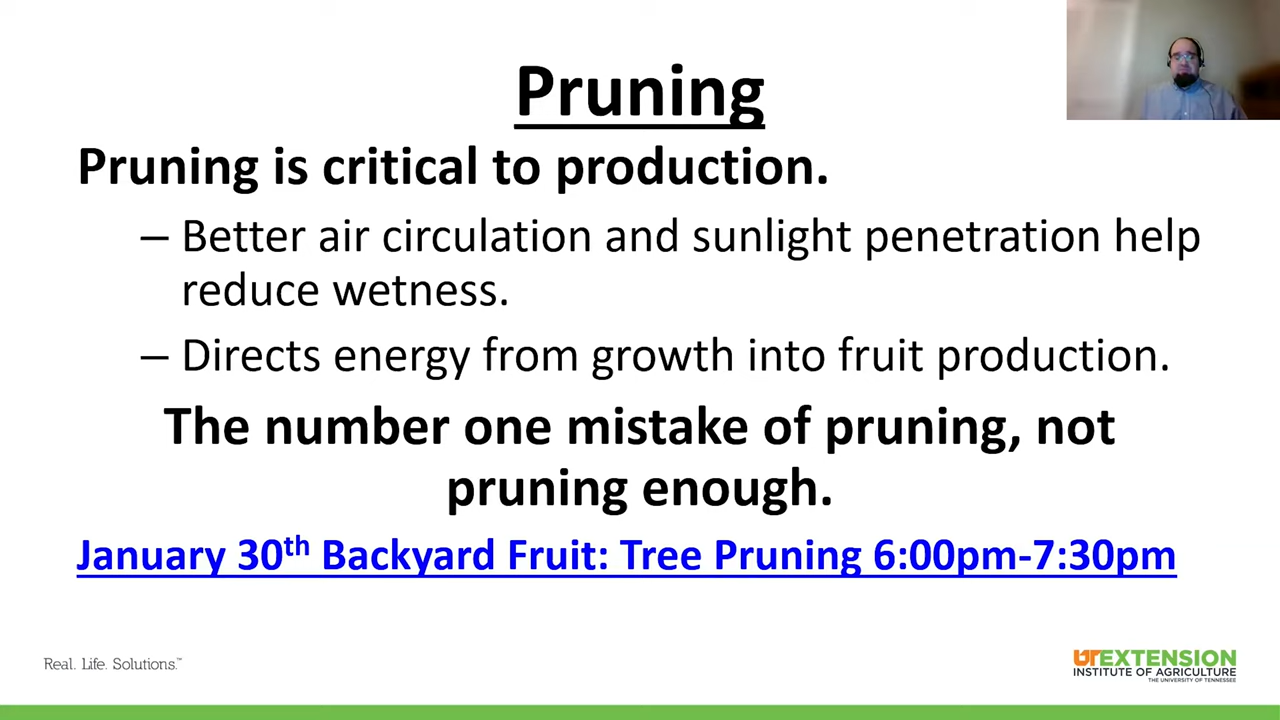 Pruning
Pruning is critical to production.
– Better air circulation and sunlight penetration help
reduce wetness.
– Directs energy from growth into fruit production.
The number one mistake of pruning, not
pruning enough.
January 30th Backyard Fruit: Tree Pruning 6:00pm-7:30pm
Real. Life. Solutions.™
UT EXTENSION
INSTITUTE OF AGRICULTURE
THE UNIVERSITY OF TENNESSEE